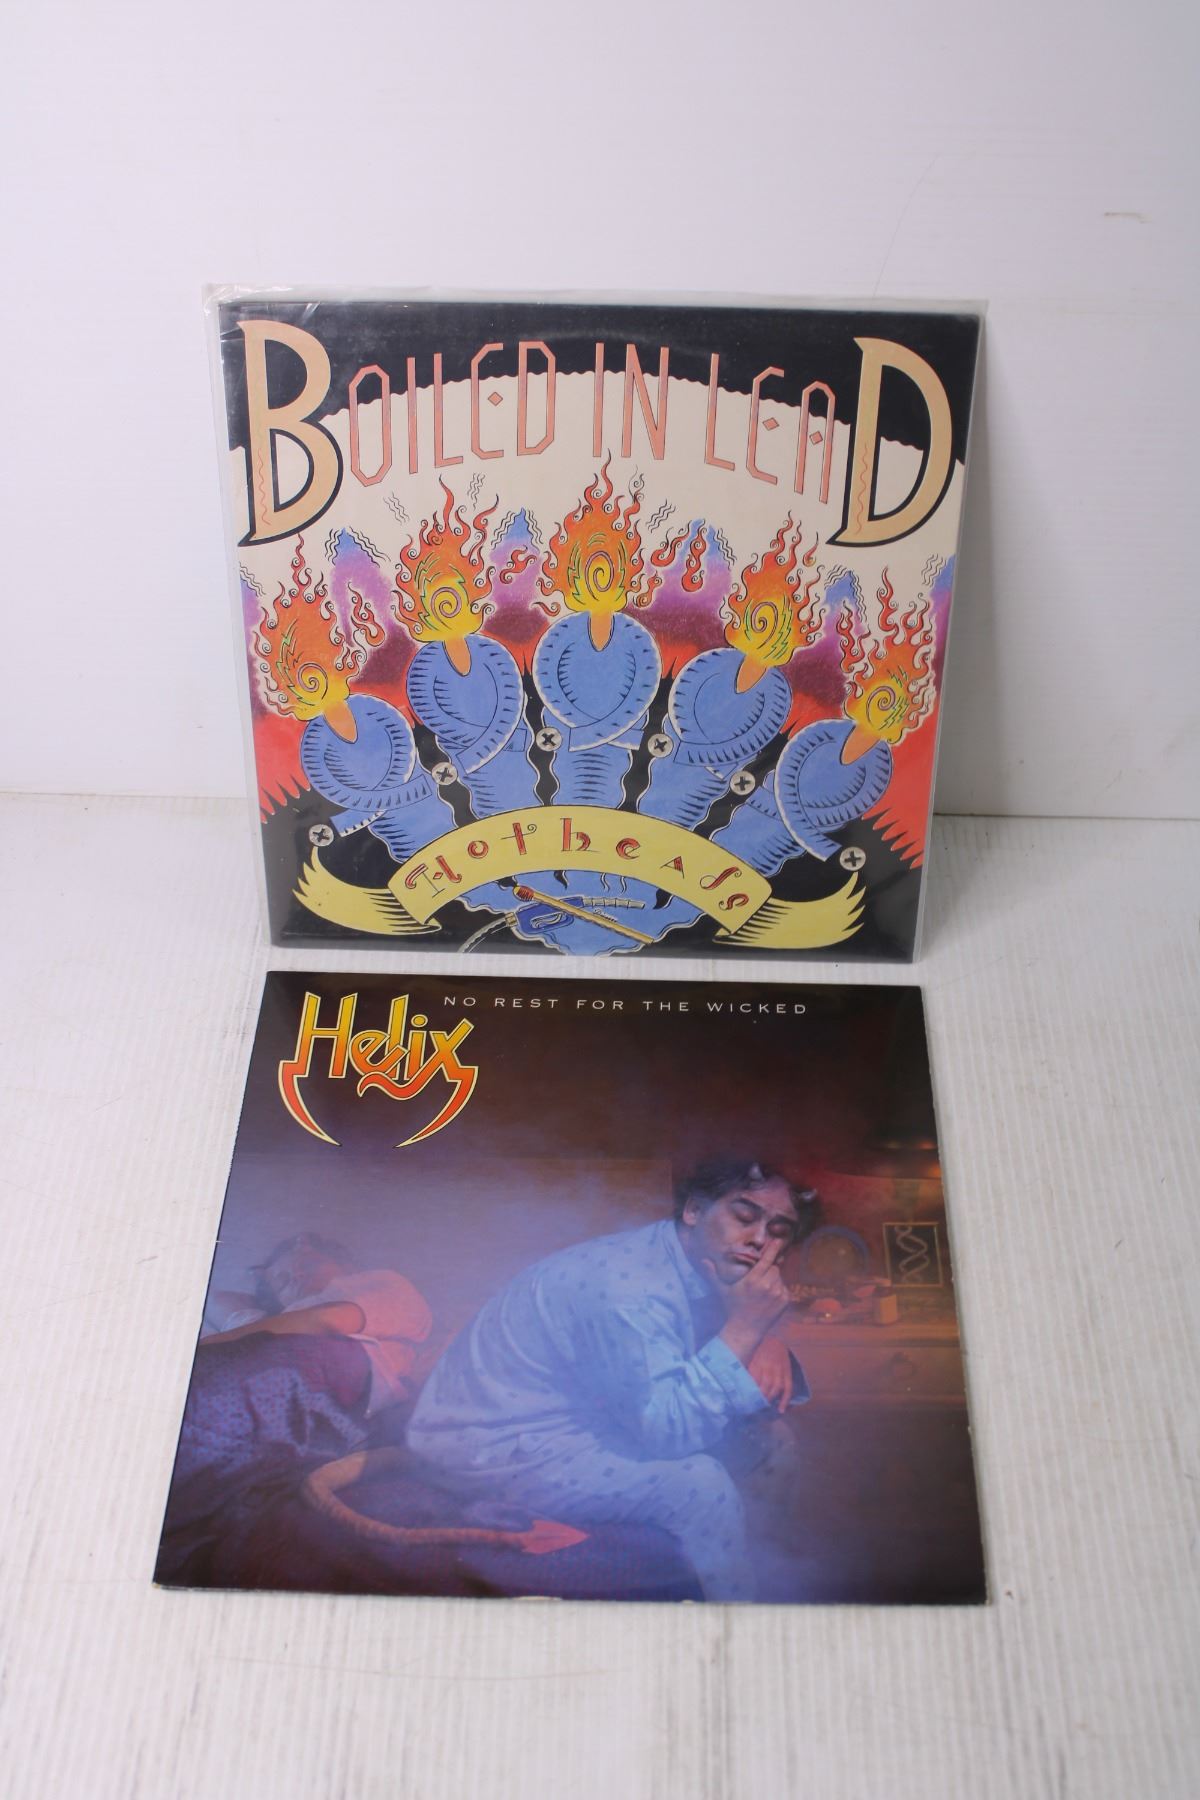 BOILED IN LEAD
Hotheads
Helix
NO REST FOR THE WICKED